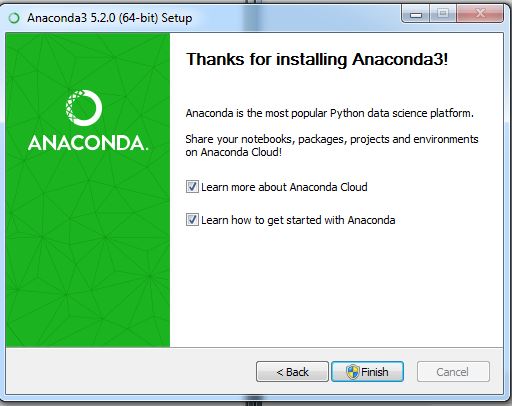 Anaconda3 5.2.0 (64-bit) Setup
Thanks for installing Anaconda3!
ANACONDA.
Anaconda is the most popular Python data science platform.
Share your notebooks, packages, projects and environments
on Anaconda Cloud!
Learn more about Anaconda Cloud
Learn how to get started with Anaconda
< Back
Finish
Cancel